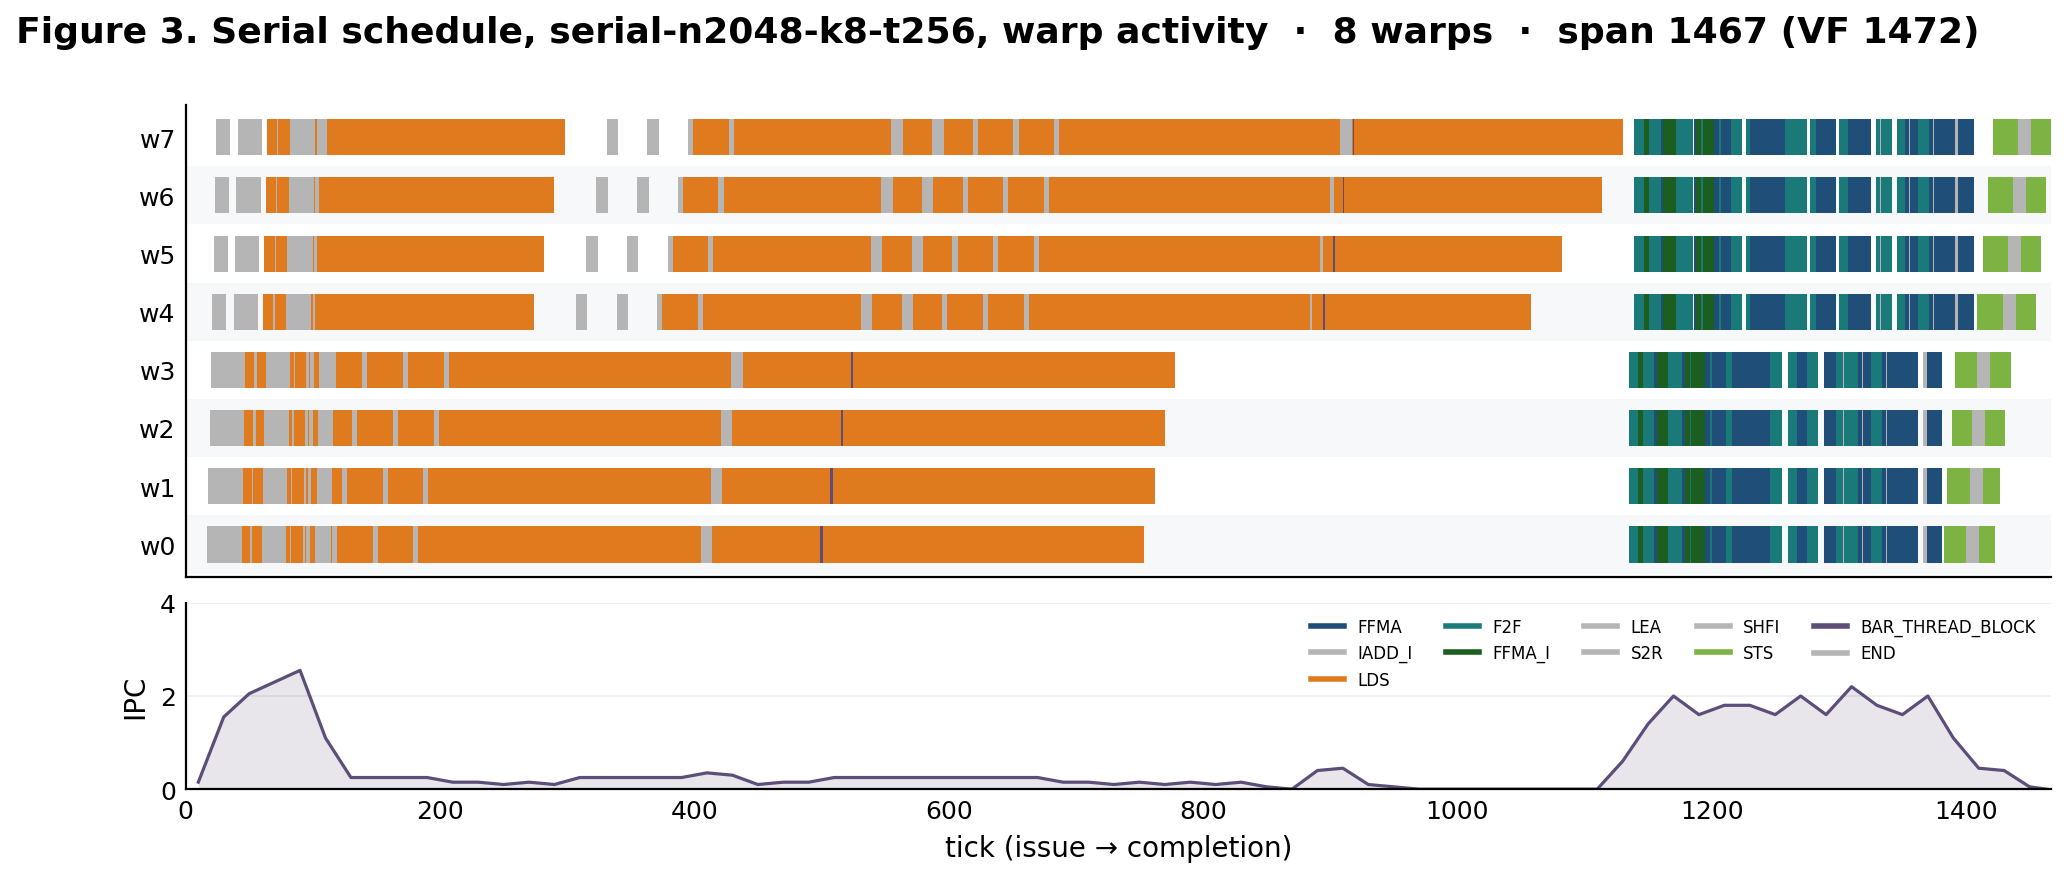 Figure 3. Serial schedule, serial-n2048-k8-t256, warp activity · 8 warps · span 1467 (VF 1472)
w7
w6
w5
w4
w3
w2
w1
w0
4
2
0
IPC
FFMA F2F LEA SHFI BAR_THREAD_BLOCK
IADD_I FFMA_I S2R STS END
LDS
0 200 400 600 800 1000 1200 1400
tick (issue → completion)